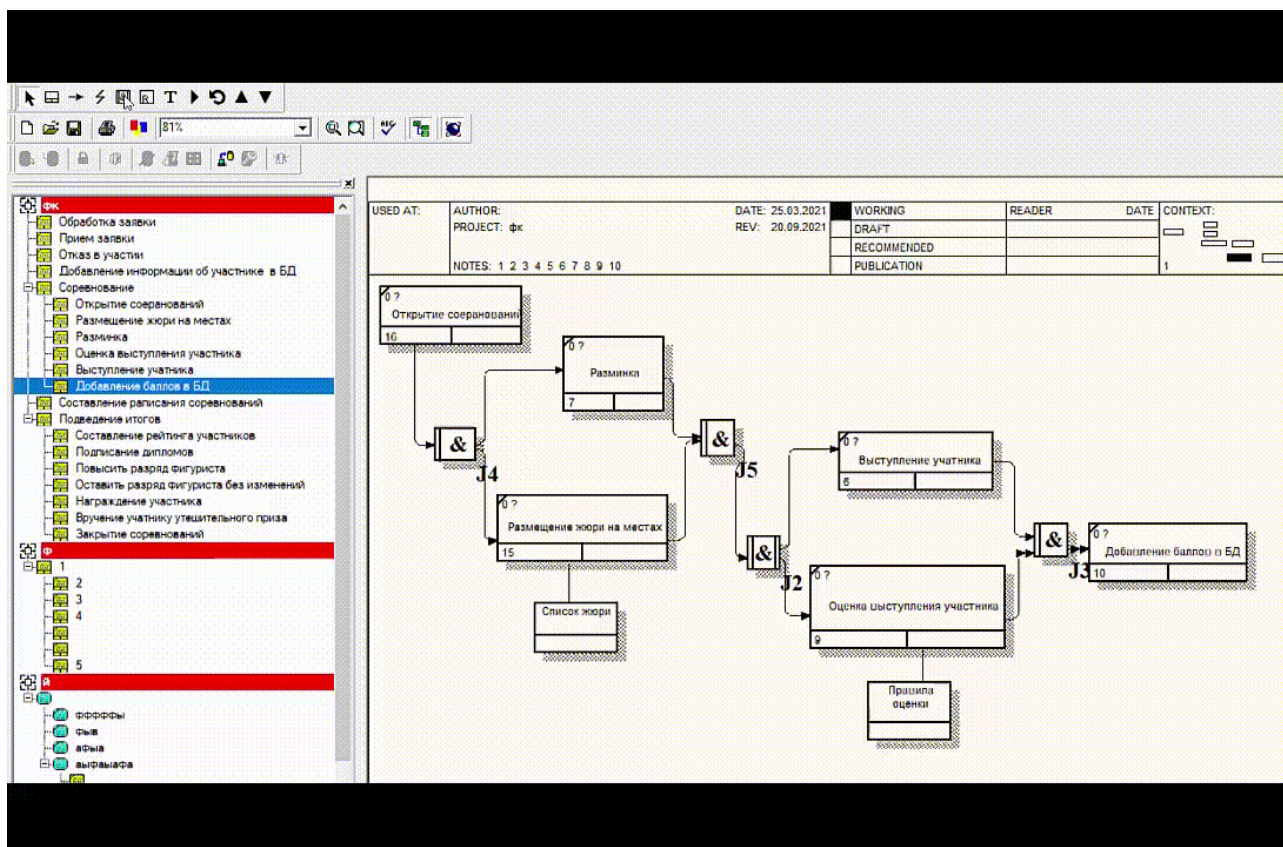 81%
фк
Обработка заявки
Прием заявки
Отказ в участии
Добавление информации об участнике в БД
Соревнование
Открытие соеранований
Размещение жюри на местах
Разминка
Оценка выступления участника
Выступление учатника
Добавление баллов в БД
Составление раписания соревнований
Подведение итогов
Составление рейтинга участников
Подписание дипломов
Повысить разряд фигуриста
Оставить разряд фигуриста без изменений
Награждение участника
Вручение учатнику утешительного приза
Закрытие соревнований
Ф
1
2
3
4
5
й
фффффы
фыв
афыа
выфаыафа
USED AT:
AUTHOR:
DATE: 25.03.2021
WORKING
READER
DATE
CONTEXT:
PROJECT: фк
REV: 20.09.2021
DRAFT
RECOMMENDED
NOTES: 1 2 3 4 5 6 7 8 9 10
PUBLICATION
1
0 ?
Открытие соеранований
16
0 ?
Разминка
7
&
J4
&
J5
0 ?
Выступление учатника
6
0 ?
Размещение жюри на местах
15
&
J2
&
J3
0 ?
Добавление баллов в БД
10
0 ?
Оценка выступления участника
9
Список жюри
Правила
оценки